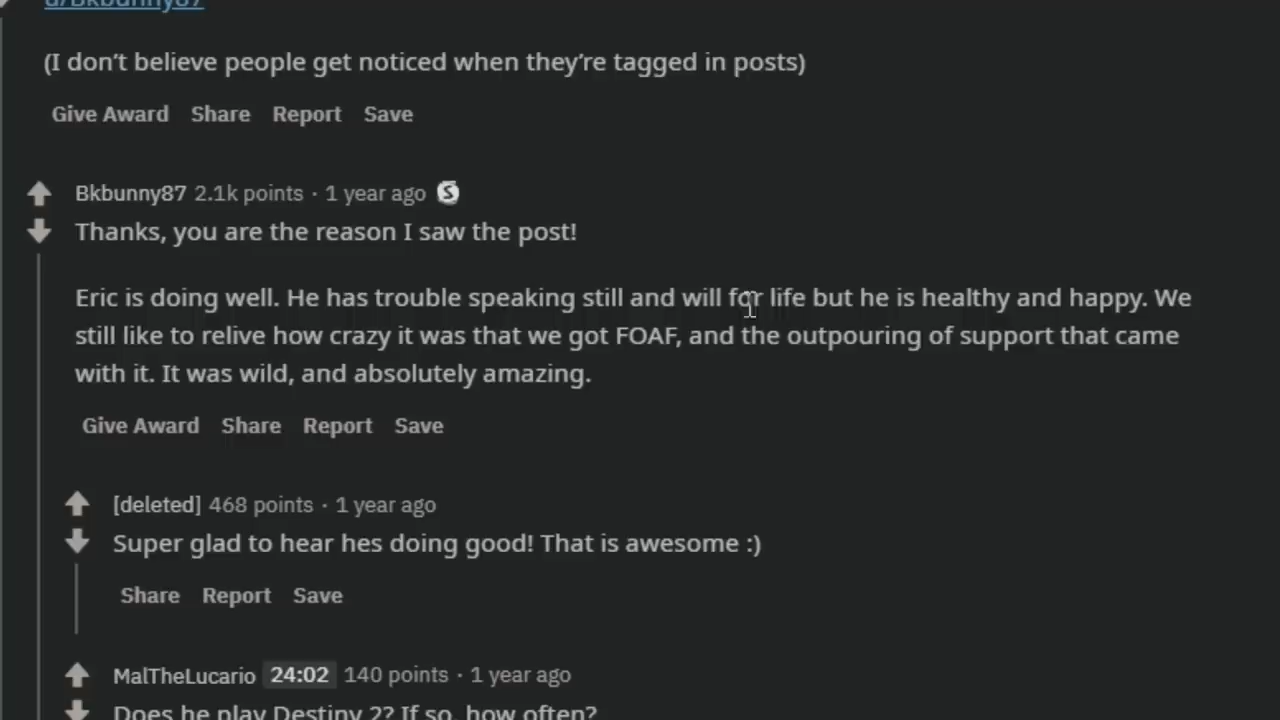 u/Bkbunny87
(I don't believe people get noticed when they're tagged in posts)
Give Award Share Report Save
Bkbunny87 2.1k points · 1 year ago S
Thanks, you are the reason I saw the post!
Eric is doing well. He has trouble speaking still and will for life but he is healthy and happy. We
still like to relive how crazy it was that we got FOAF, and the outpouring of support that came
with it. It was wild, and absolutely amazing.
Give Award Share Report Save
[deleted] 468 points · 1 year ago
Super glad to hear hes doing good! That is awesome :)
Share Report Save
MalTheLucario 24:02 140 points · 1 year ago
Does he play Destiny 2? If so, how often?